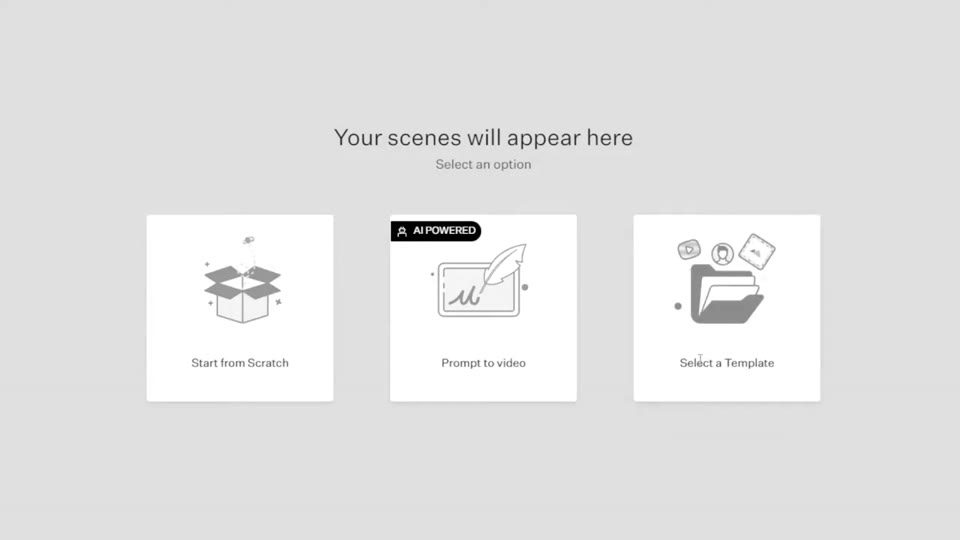 Your scenes will appear here
Select an option
AI POWERED
Start from Scratch
Prompt to video
Select a Template